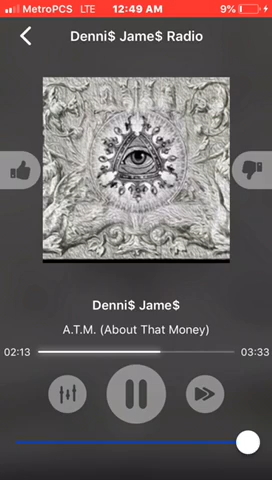 MetroPCS LTE 12:49 AM 9%
Denni$ Jame$ Radio
Denni$ Jame$
A.T.M. (About That Money)
02:13 03:33